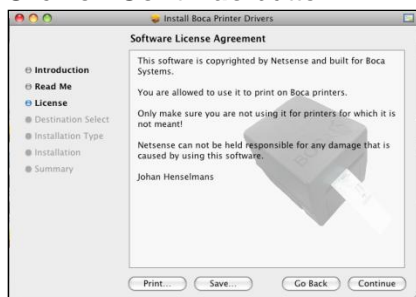 Install Boca Printer Drivers
Software License Agreement
Introduction
Read Me
License
Destination Select
Installation Type
Installation
Summary
This software is copyrighted by Netsense and built for Boca
Systems.
You are allowed to use it to print on Boca printers.
Only make sure you are not using it for printers for which it is
not meant!
Netsense can not be held responsible for any damage that is
caused by using this software.
Johan Henselmans
Print... Save... Go Back Continue